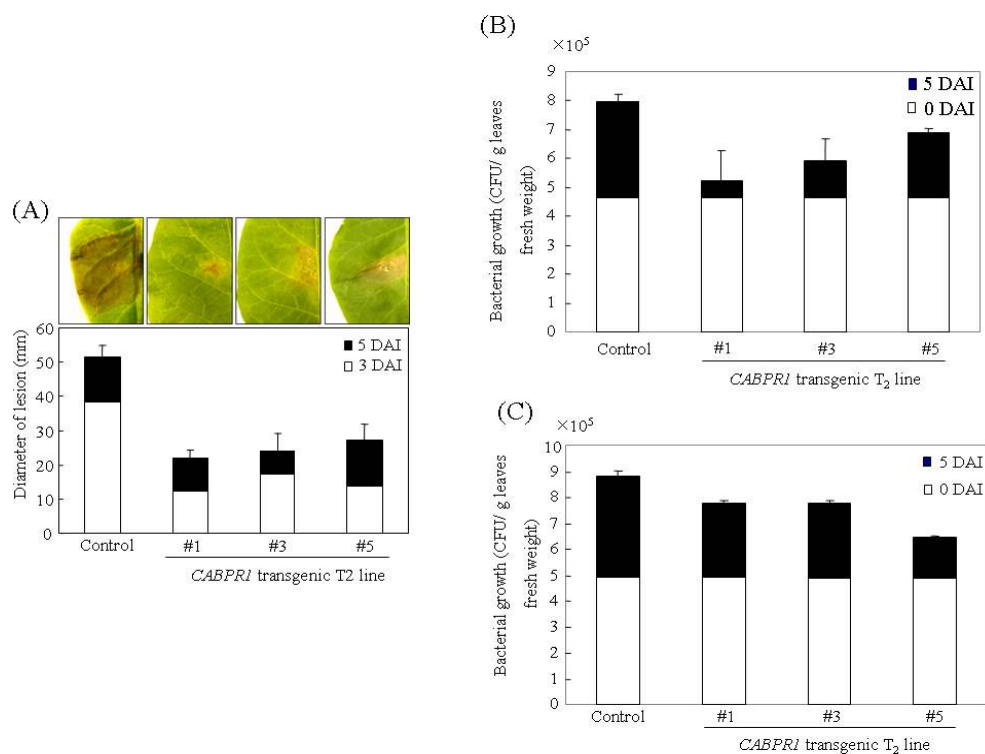 (A)
60
50
40
30
20
10
0
Diameter of lesion (mm)
5 DAI
3 DAI
Control #1 #3 #5
CABPR1 transgenic T2 line
(B)
×10⁵
9
8
7
6
5
4
3
2
1
0
Bacterial growth (CFU/ g leaves
fresh weight)
5 DAI
0 DAI
Control #1 #3 #5
CABPR1 transgenic T₂ line
(C)
×10⁵
10
9
8
7
6
5
4
3
2
1
0
Bacterial growth (CFU/ g leaves
fresh weight)
5 DAI
0 DAI
Control #1 #3 #5
CABPR1 transgenic T₂ line